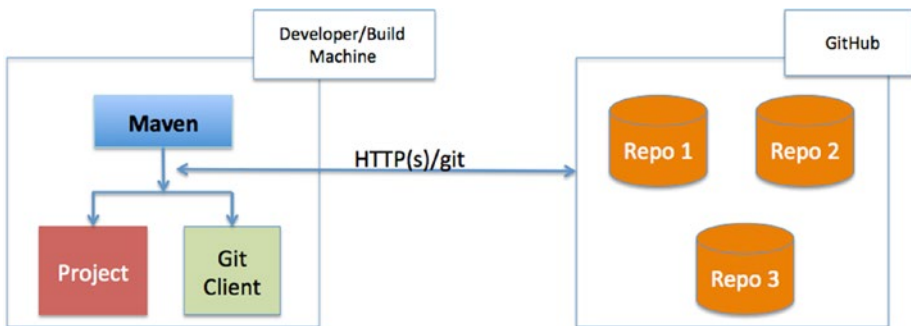 Developer/Build
Machine
GitHub
Maven
HTTP(s)/git
Repo 1
Repo 2
Project
Git
Client
Repo 3